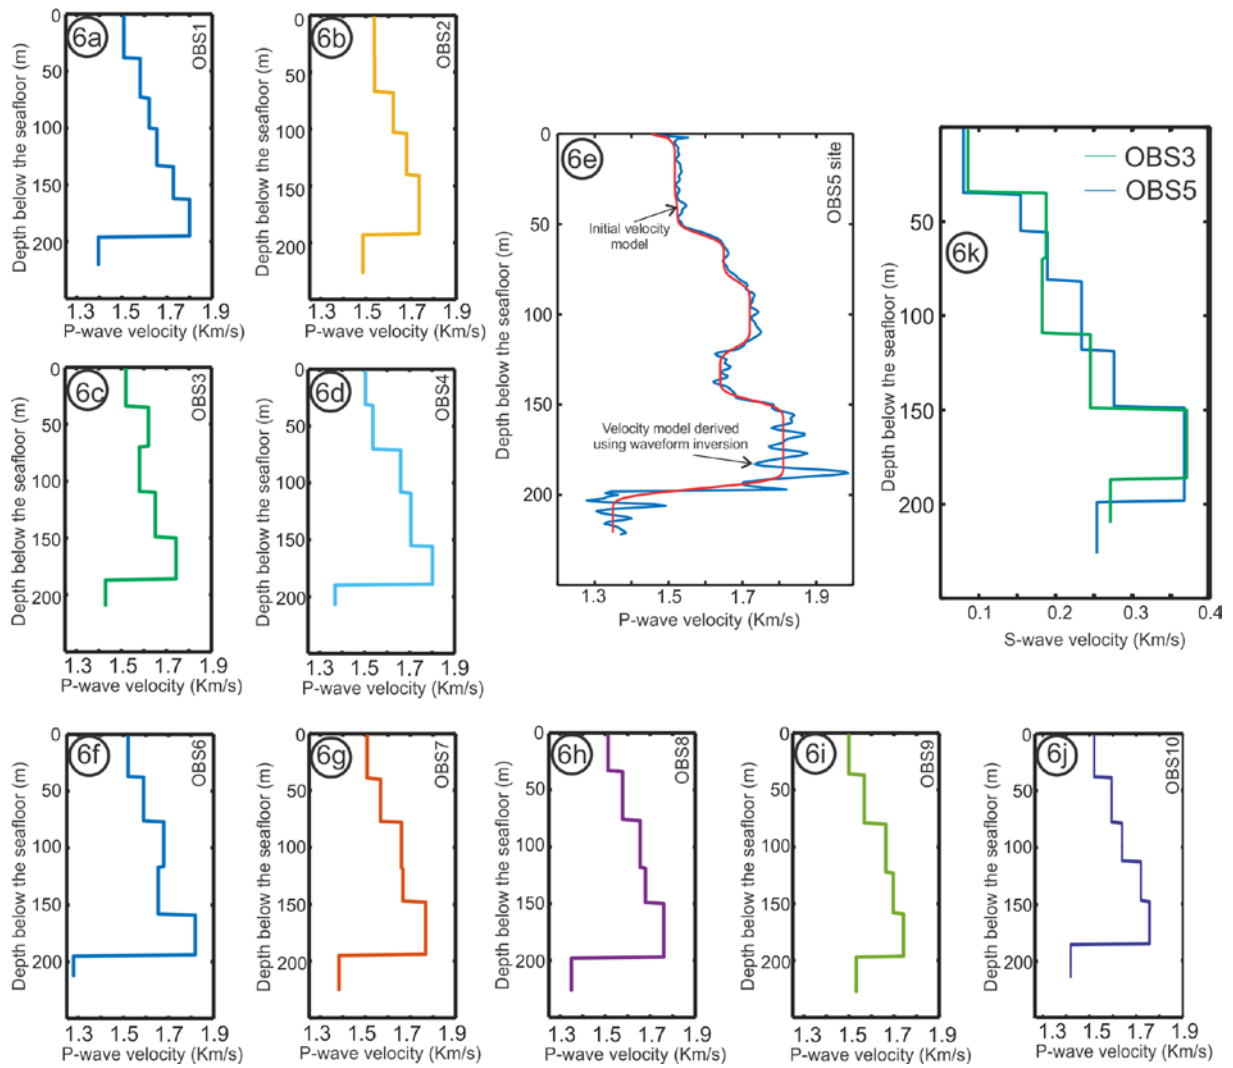 6a
OBS1
Depth below the seafloor (m)
0
50
100
150
200
1.3 1.5 1.7 1.9
P-wave velocity (Km/s)
6b
OBS2
Depth below the seafloor (m)
0
50
100
150
200
1.3 1.5 1.7 1.9
P-wave velocity (Km/s)
6c
OBS3
Depth below the seafloor (m)
0
50
100
150
200
1.3 1.5 1.7 1.9
P-wave velocity (Km/s)
6d
OBS4
Depth below the seafloor (m)
0
50
100
150
200
1.3 1.5 1.7 1.9
P-wave velocity (Km/s)
6e
OBS5 site
Initial velocity
model
Velocity model derived
using waveform inversion
Depth below the seafloor (m)
0
50
100
150
200
1.3 1.5 1.7 1.9
P-wave velocity (Km/s)
OBS3
OBS5
6k
Depth below the seafloor (m)
50
100
150
200
0.1 0.2 0.3 0.4
S-wave velocity (Km/s)
6f
OBS6
Depth below the seafloor (m)
0
50
100
150
200
1.3 1.5 1.7 1.9
P-wave velocity (Km/s)
6g
OBS7
Depth below the seafloor (m)
0
50
100
150
200
1.3 1.5 1.7 1.9
P-wave velocity (Km/s)
6h
OBS8
Depth below the seafloor (m)
0
50
100
150
200
1.3 1.5 1.7 1.9
P-wave velocity (Km/s)
6i
OBS9
Depth below the seafloor (m)
0
50
100
150
200
1.3 1.5 1.7 1.9
P-wave velocity (Km/s)
6j
OBS10
Depth below the seafloor (m)
0
50
100
150
200
1.3 1.5 1.7 1.9
P-wave velocity (Km/s)